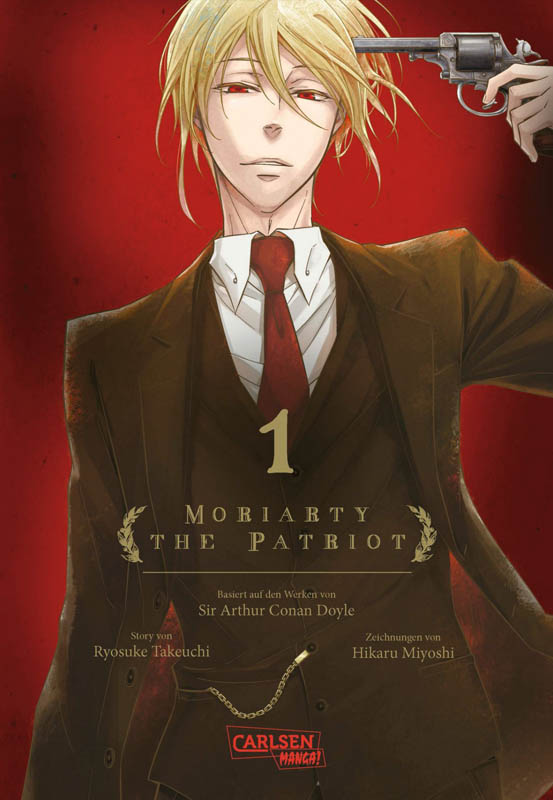 1
MORIARTY
THE PATRIOT
Basiert auf den Werken von
Sir Arthur Conan Doyle
Story von
Ryosuke Takeuchi
Zeichnungen von
Hikaru Miyoshi
CARLSEN
MANGA!